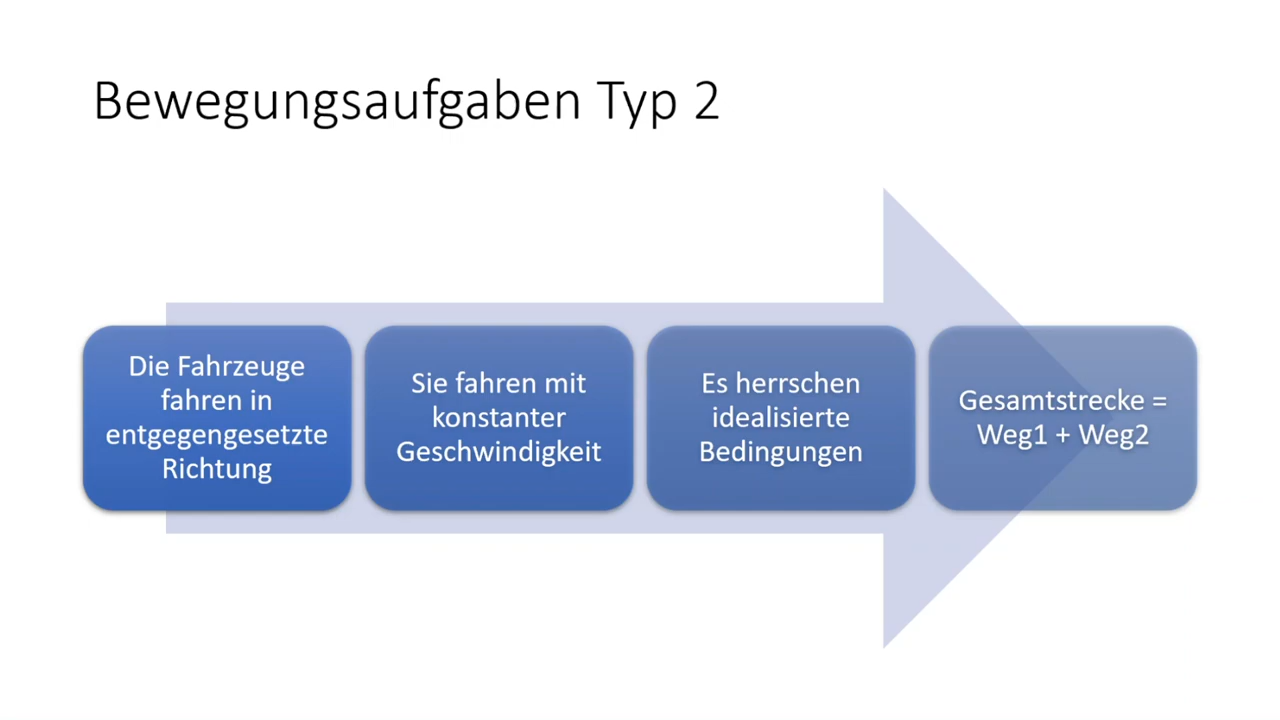 Bewegungsaufgaben Typ 2
Die Fahrzeuge
fahren in
entgegengesetzte
Richtung
Sie fahren mit
konstanter
Geschwindigkeit
Es herrschen
idealisierte
Bedingungen
Gesamtstrecke =
Weg1 + Weg2